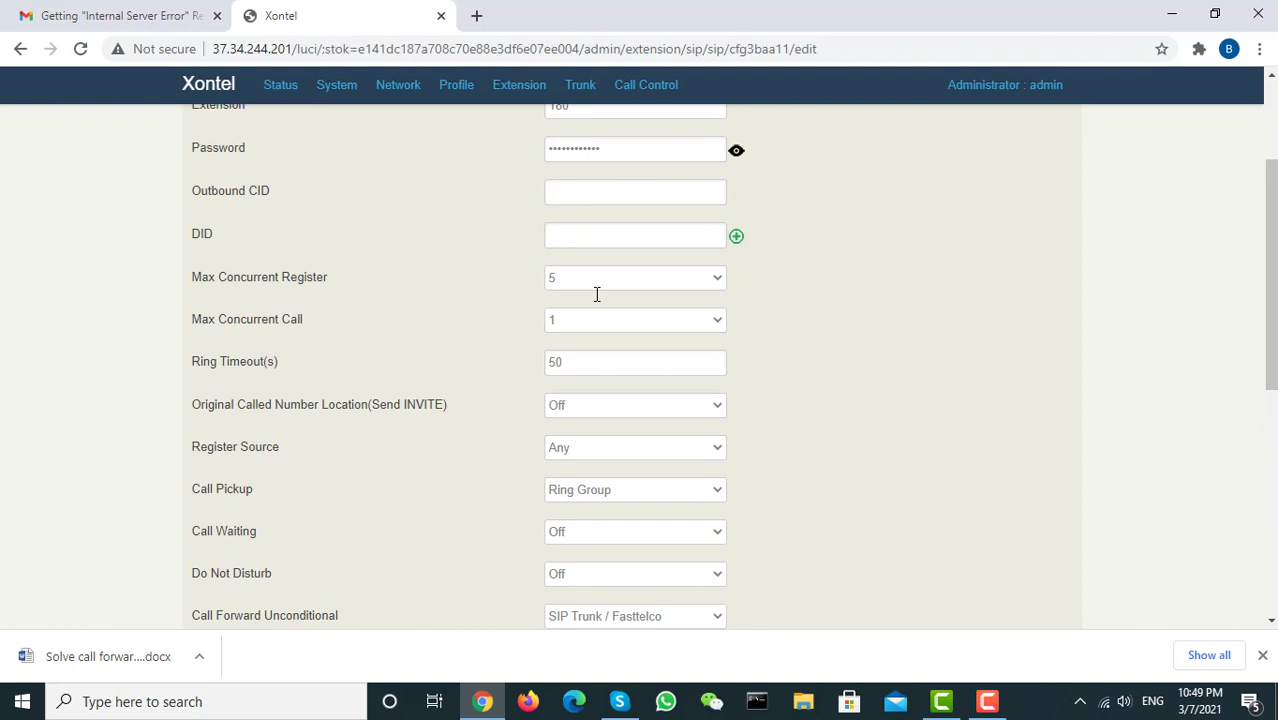 Getting "Internal Server Error" Re
Xontel
Not secure
37.34.244.201/luci/;stok=e141dc187a708c70e88e3df6e07ee004/admin/extension/sip/sip/cfg3baa11/edit
B
Xontel
Status
System
Network
Profile
Extension
Trunk
Call Control
Administrator : admin
Extension
180
Password
Outbound CID
DID
Max Concurrent Register
5
Max Concurrent Call
1
Ring Timeout(s)
50
Original Called Number Location(Send INVITE)
Off
Register Source
Any
Call Pickup
Ring Group
Call Waiting
Off
Do Not Disturb
Off
Call Forward Unconditional
SIP Trunk / Fasttelco
Solve call forwar....docx
Show all
Type here to search
ENG
10:49 PM
3/7/2021
5